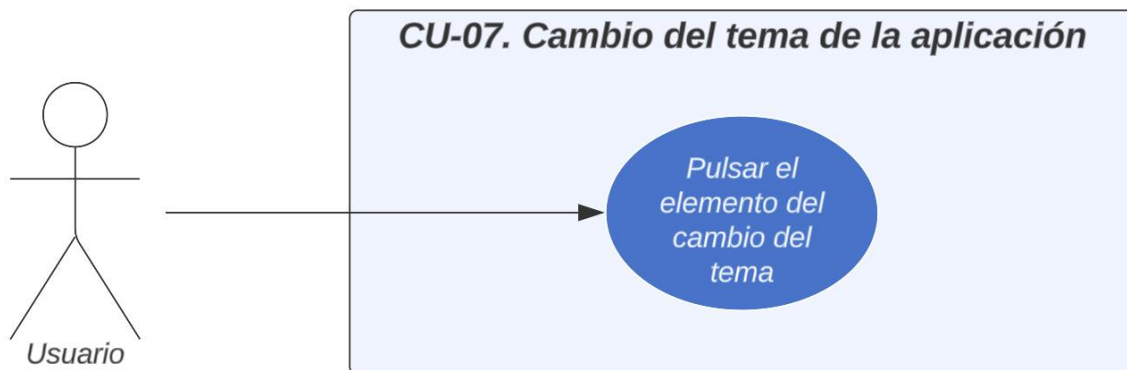 CU-07. Cambio del tema de la aplicación
Pulsar el
elemento del
cambio del
tema
Usuario